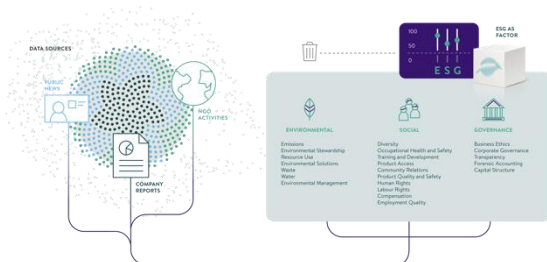 DATA SOURCES
PUBLIC
NEWS
NGO
ACTIVITIES
COMPANY
REPORTS
100
50
0
E S G
ESG AS
FACTOR
ENVIRONMENTAL
Emissions
Environmental Stewardship
Resource Use
Environmental Solutions
Waste
Water
Environmental Management
SOCIAL
Diversity
Occupational Health and Safety
Training and Development
Product Access
Community Relations
Product Quality and Safety
Human Rights
Labour Rights
Compensation
Employment Quality
GOVERNANCE
Business Ethics
Corporate Governance
Transparency
Forensic Accounting
Capital Structure